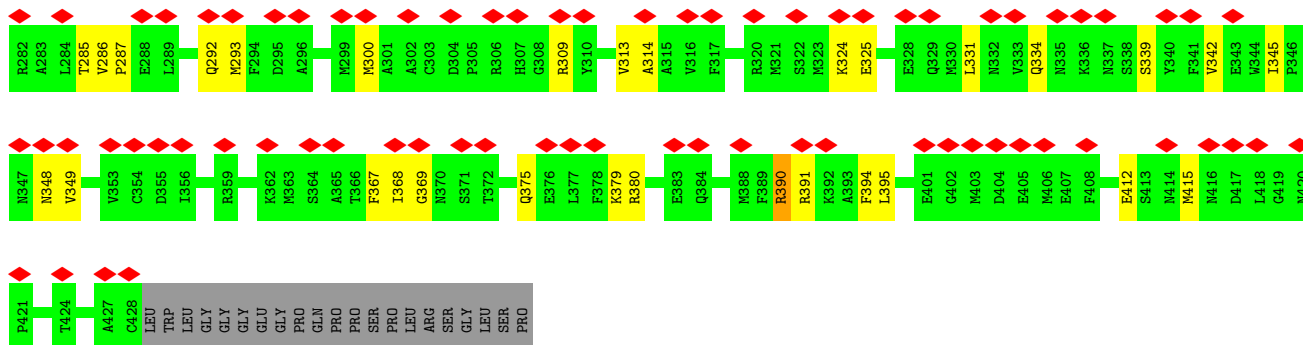 R282 A283 L284 T285 V286 P287 E288 L289 Q292 M293 F294 D295 A296 M299 M300 A301 A302 C303 D304 P305 R306 H307 G308 R309 Y310 V313 A314 A315 V316 F317 R320 M321 S322 M323 K324 E325 E328 Q329 M330 L331 N332 V333 Q334 N335 K336 N337 S338 S339 Y340 F341 V342 E343 W344 I345 P346
N347 N348 V349 V353 C354 D355 I356 R359 K362 M363 S364 A365 T366 F367 I368 G369 N370 S371 T372 Q375 E376 L377 F378 K379 R380 E383 Q384 M388 F389 R390 R391 K392 A393 F394 L395 E401 G402 M403 D404 E405 M406 E407 F408 E412 S413 N414 M415 N416 D417 L418 G419 N420
P421 T424 A427 C428 LEU TRP LEU GLY GLY GLY GLU GLY PRO GLN PRO PRO SER PRO LEU ARG SER GLY LEU SER PRO